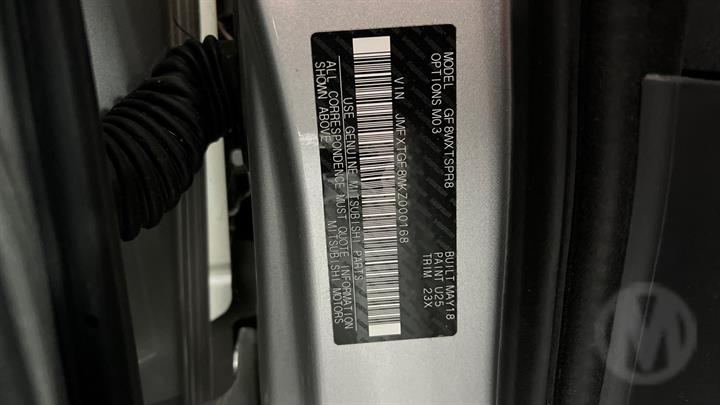 MODEL GF8WXTSPR8
OPTIONS M03
BUILT MAY18
PAINT U25
TRIM 23X
VIN JMFXTGF8MKZ000168
USE GENUINE MITSUBISHI PARTS
ALL CORRESPONDENCE MUST QUOTE INFORMATION
SHOWN ABOVE. MITSUBISHI MOTORS
M